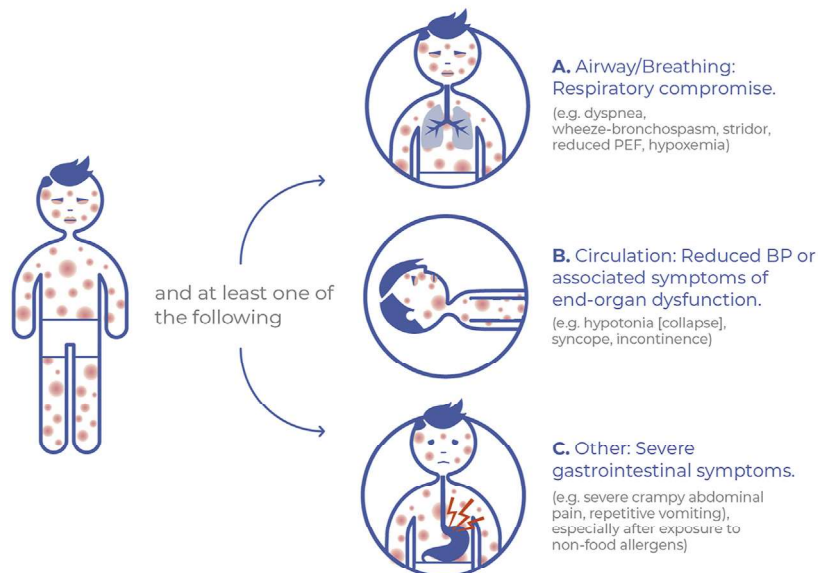 A. Airway/Breathing:
Respiratory compromise.
(e.g. dyspnea,
wheeze-bronchospasm, stridor,
reduced PEF, hypoxemia)
and at least one of
the following
B. Circulation: Reduced BP or
associated symptoms of
end-organ dysfunction.
(e.g. hypotonia [collapse],
syncope, incontinence)
C. Other: Severe
gastrointestinal symptoms.
(e.g. severe crampy abdominal
pain, repetitive vomiting),
especially after exposure to
non-food allergens)